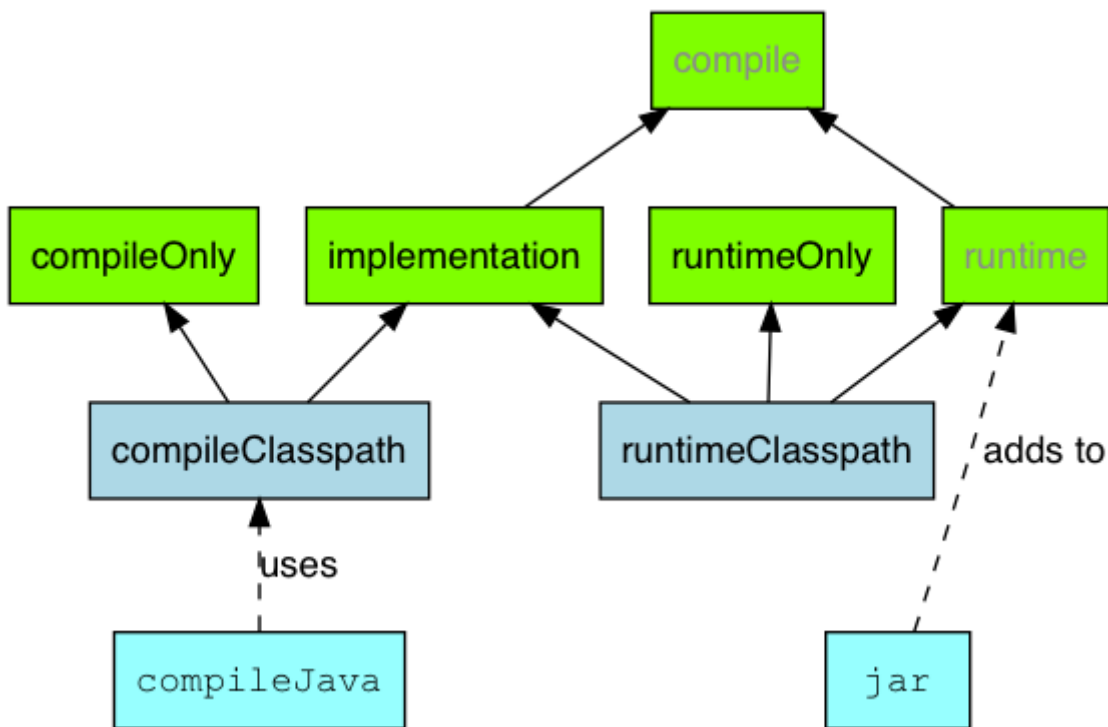 compile
compileOnly
implementation
runtimeOnly
runtime
compileClasspath
runtimeClasspath
adds to
uses
compileJava
jar